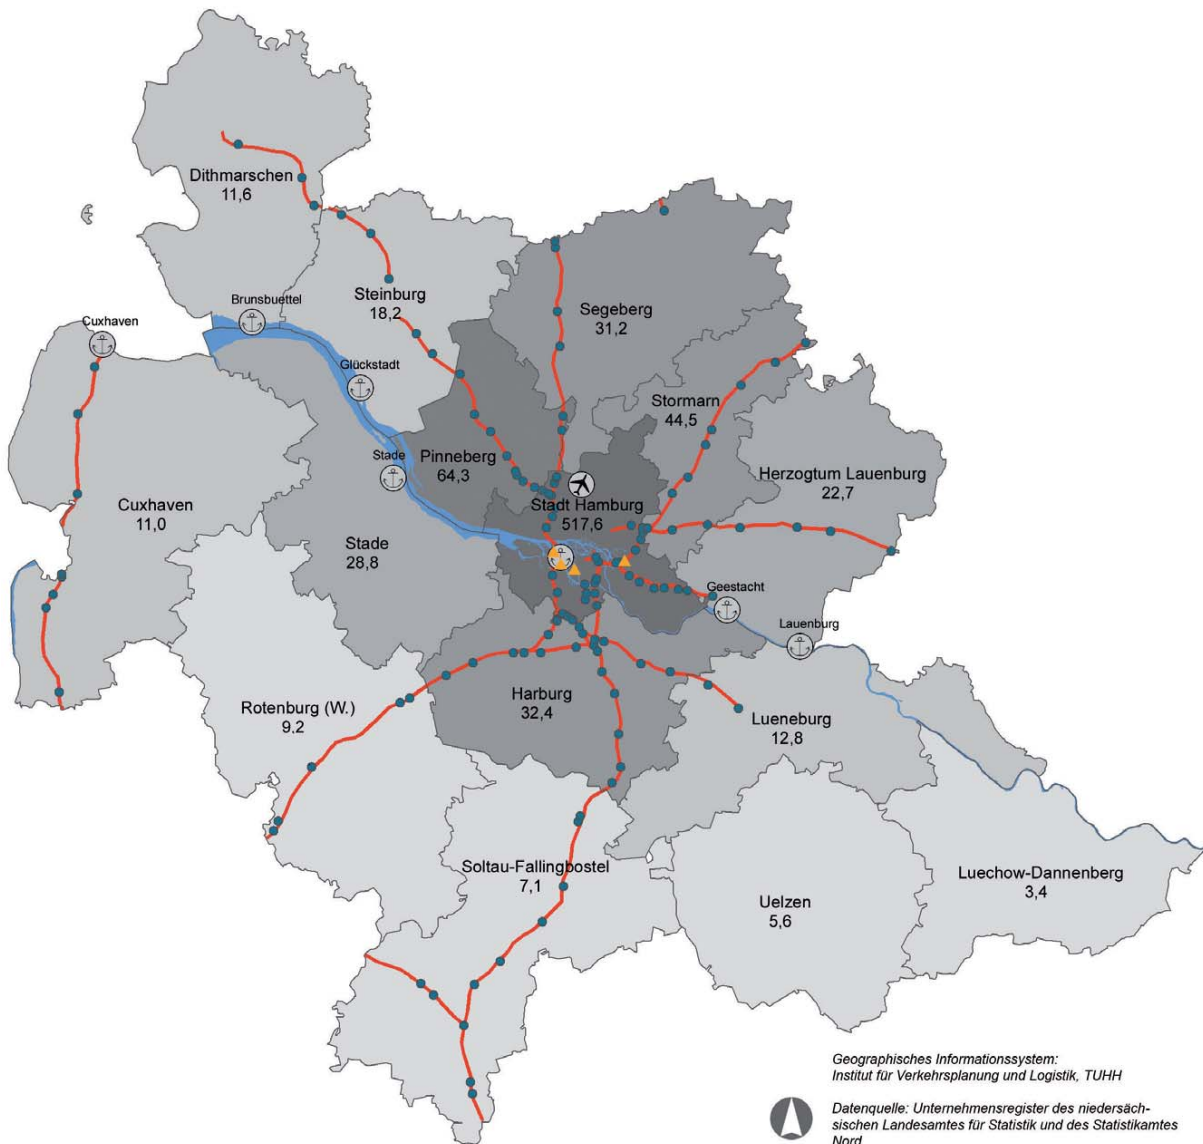 Dithmarschen
11,6
Steinburg
18,2
Segeberg
31,2
Brunsbuettel
Cuxhaven
Glückstadt
Stormarn
44,5
Stade
Pinneberg
64,3
Herzogtum Lauenburg
22,7
Cuxhaven
11,0
Stadt Hamburg
517,6
Stade
28,8
Geestacht
Lauenburg
Rotenburg (W.)
9,2
Harburg
32,4
Lueneburg
12,8
Soltau-Fallingbostel
7,1
Uelzen
5,6
Luechow-Dannenberg
3,4
Geographisches Informationssystem:
Institut für Verkehrsplanung und Logistik, TUHH
Datenquelle: Unternehmensregister des niedersäch-
sischen Landesamtes für Statistik und des Statistikamtes
Nord